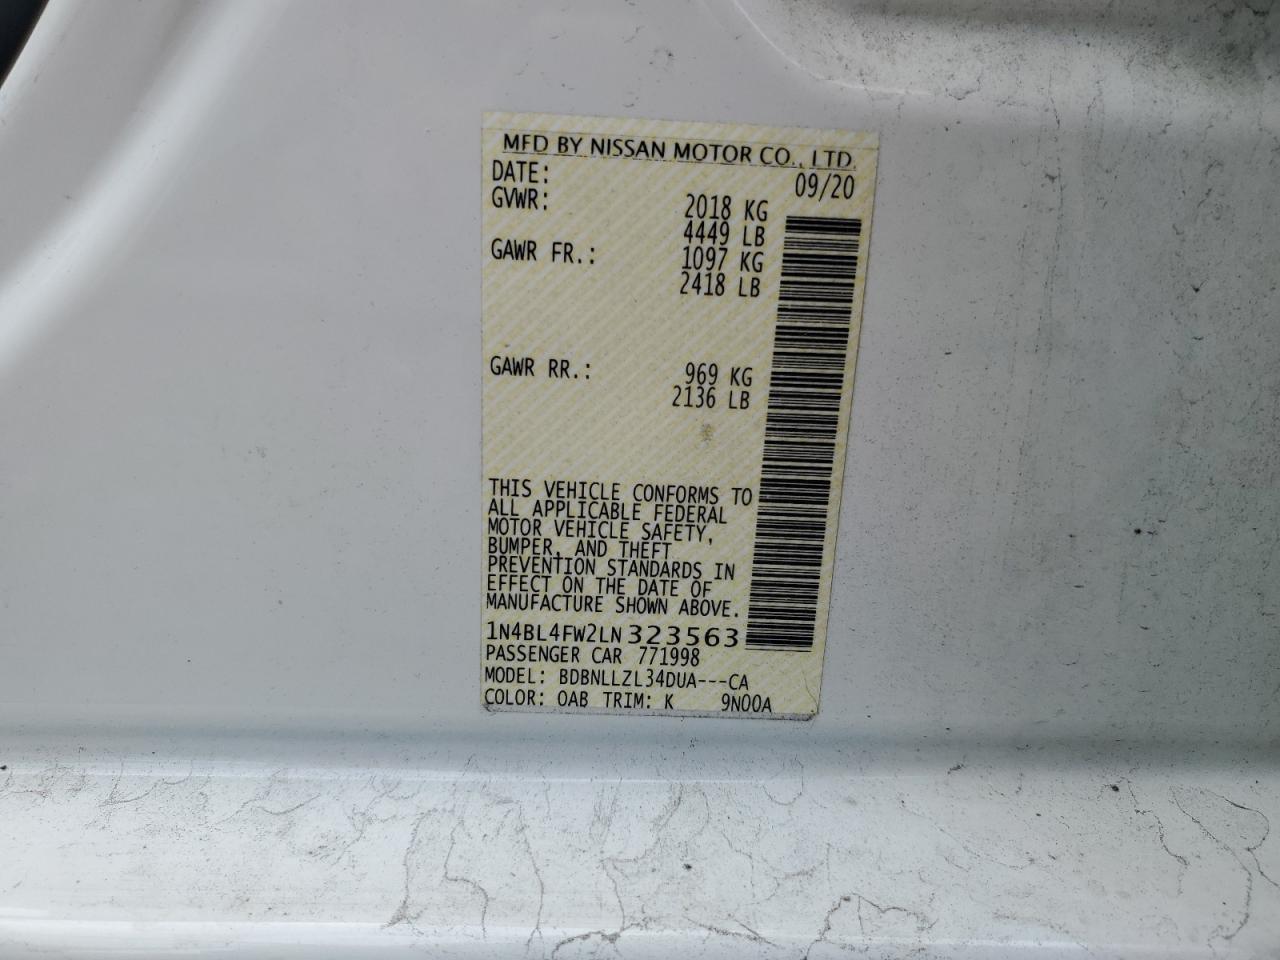 MFD BY NISSAN MOTOR CO., LTD.
DATE: 09/20
GVWR: 2018 KG
4449 LB
GAWR FR.: 1097 KG
2418 LB
GAWR RR.: 969 KG
2136 LB
THIS VEHICLE CONFORMS TO
ALL APPLICABLE FEDERAL
MOTOR VEHICLE SAFETY,
BUMPER, AND THEFT
PREVENTION STANDARDS IN
EFFECT ON THE DATE OF
MANUFACTURE SHOWN ABOVE.
1N4BL4FW2LN323563
PASSENGER CAR 771998
MODEL: BDBNLLZL34DUA---CA
COLOR: QAB TRIM: K 9N00A